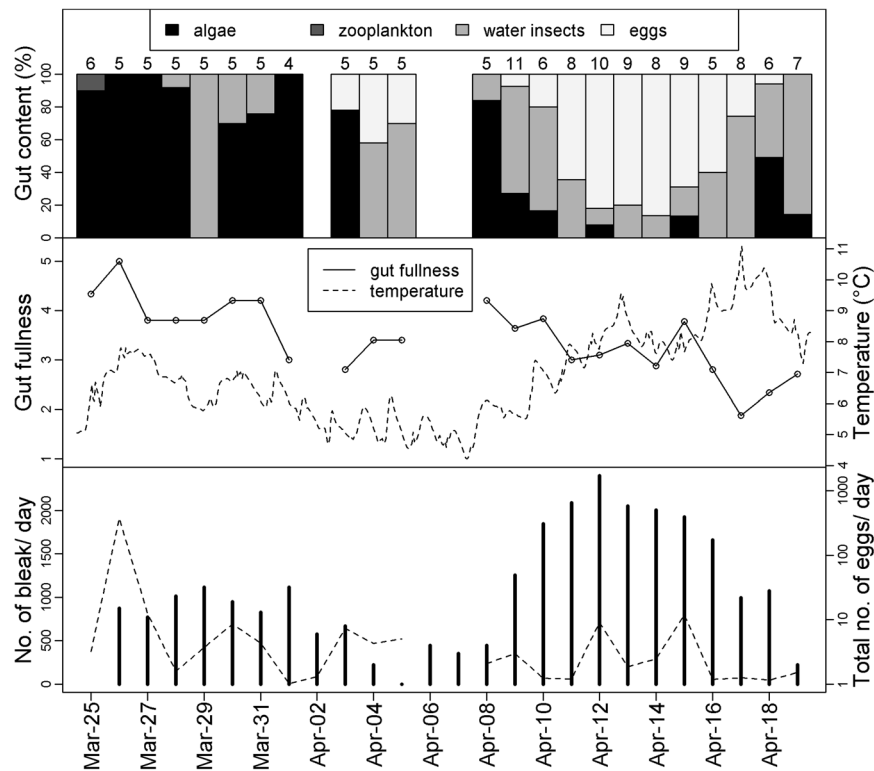 algae zooplankton water insects eggs
6 5 5 5 5 5 5 4 5 5 5 5 11 6 8 10 9 8 9 5 8 6 7
Gut content (%)
100
80
60
40
20
0
gut fullness
temperature
Gut fullness
5
4
3
2
1
Temperature (°C)
11
10
9
8
7
6
5
4
No. of bleak/ day
2000
1500
1000
500
0
Total no. of eggs/ day
1000
100
10
1
Mar-25 Mar-27 Mar-29 Mar-31 Apr-02 Apr-04 Apr-06 Apr-08 Apr-10 Apr-12 Apr-14 Apr-16 Apr-18